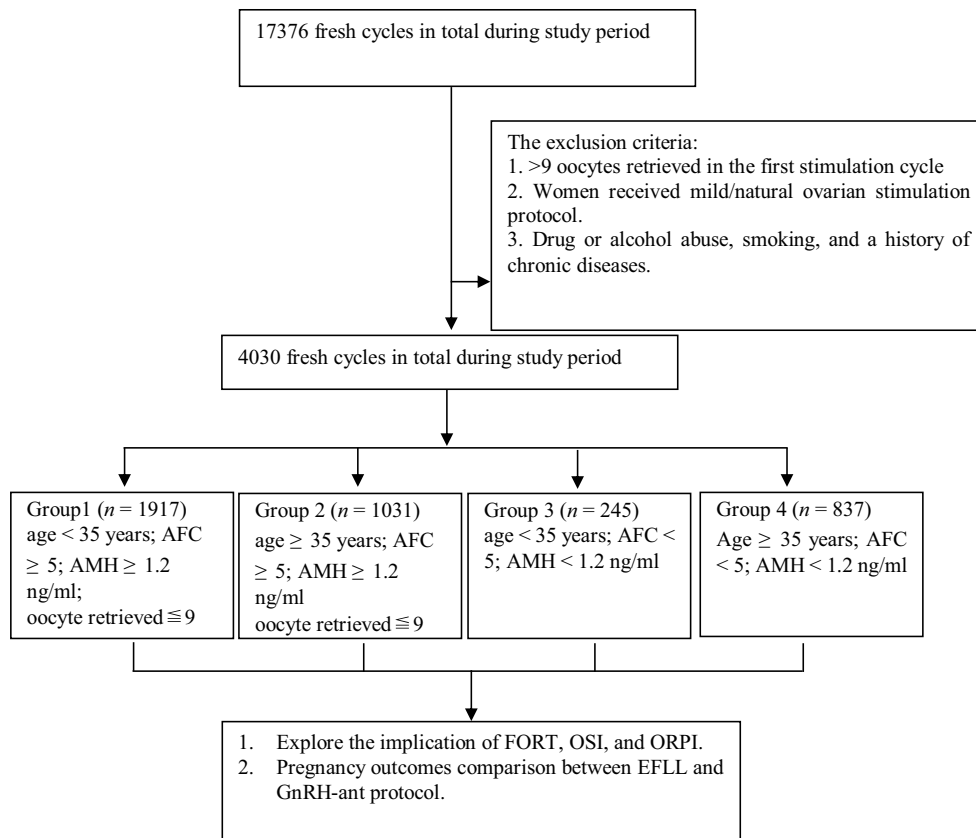 17376 fresh cycles in total during study period
The exclusion criteria:
1. >9 oocytes retrieved in the first stimulation cycle
2. Women received mild/natural ovarian stimulation
protocol.
3. Drug or alcohol abuse, smoking, and a history of
chronic diseases.
4030 fresh cycles in total during study period
Group1 (n = 1917)
age < 35 years; AFC
≥ 5; AMH ≥ 1.2
ng/ml;
oocyte retrieved≦9
Group 2 (n = 1031)
age ≥ 35 years; AFC
≥ 5; AMH ≥ 1.2
ng/ml
oocyte retrieved≦9
Group 3 (n = 245)
age < 35 years; AFC <
5; AMH < 1.2 ng/ml
Group 4 (n = 837)
Age ≥ 35 years; AFC
< 5; AMH < 1.2 ng/ml
1. Explore the implication of FORT, OSI, and ORPI.
2. Pregnancy outcomes comparison between EFLL and
GnRH-ant protocol.